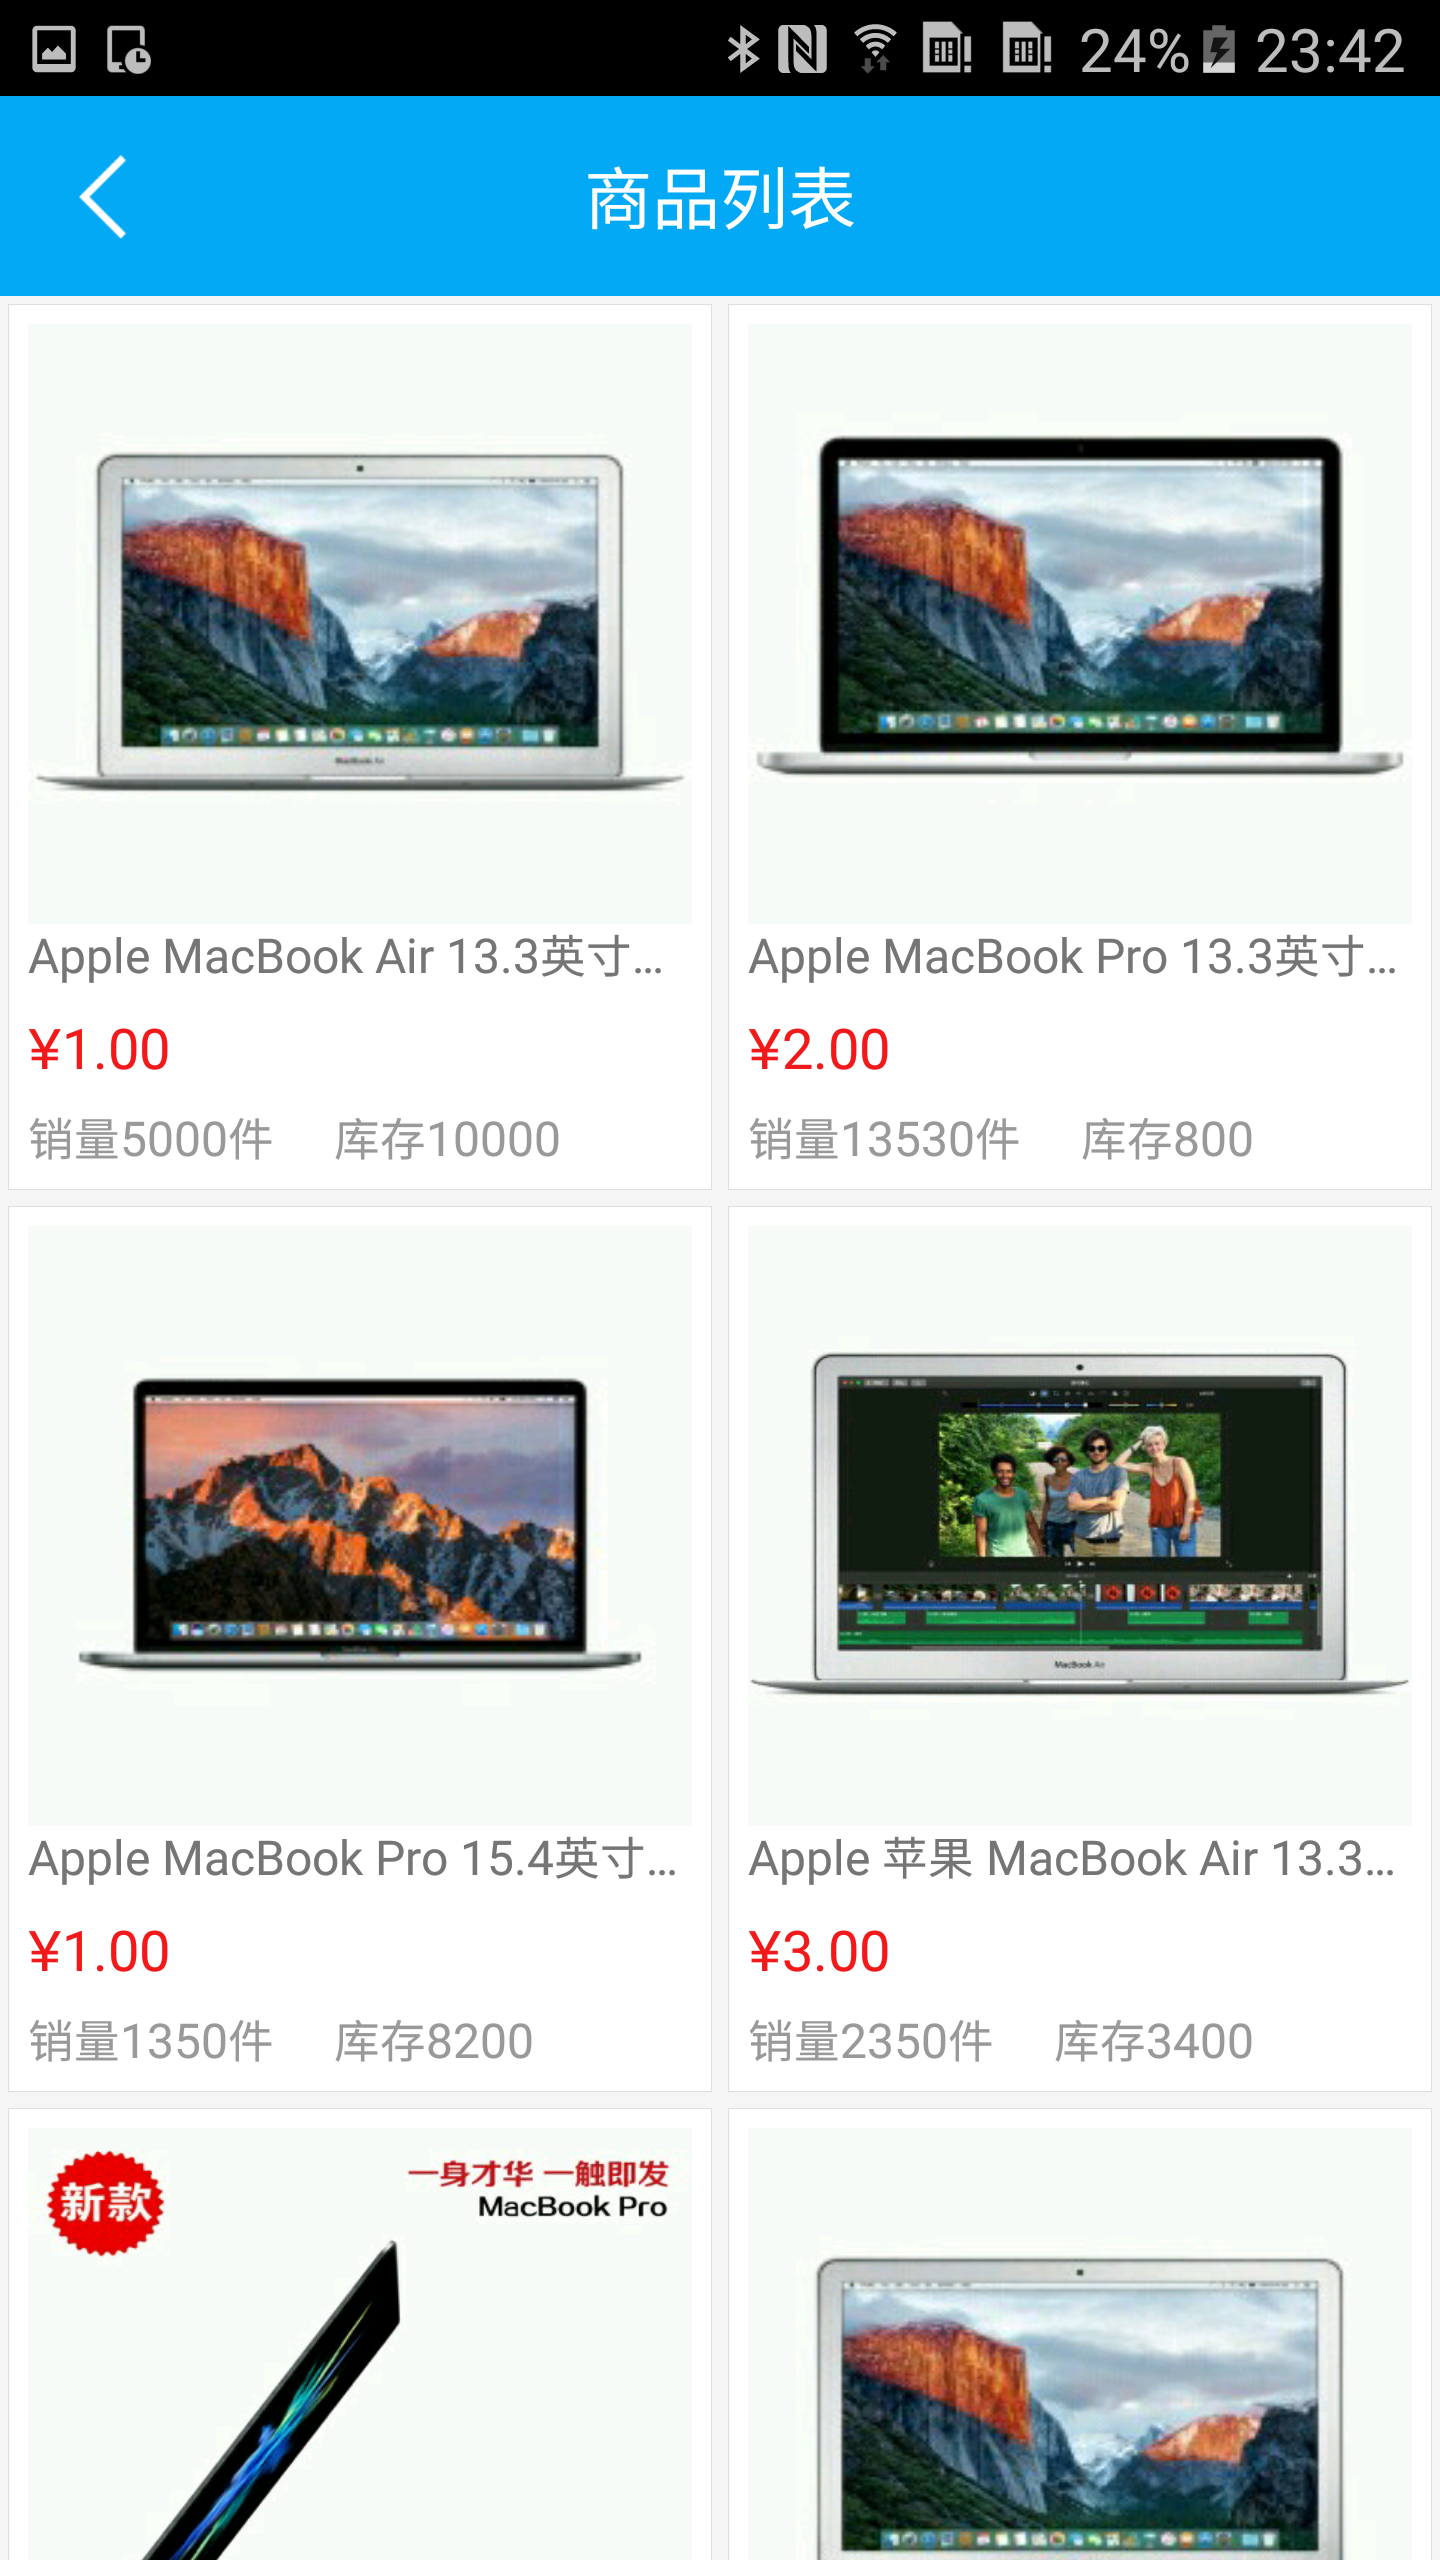 24% 23:42
商品列表
MacBook Air
Apple MacBook Air 13.3英寸...
¥1.00
销量5000件 库存10000
Apple MacBook Pro 13.3英寸...
¥2.00
销量13530件 库存800
Apple MacBook Pro 15.4英寸...
¥1.00
销量1350件 库存8200
MacBook Air
Apple 苹果 MacBook Air 13.3...
¥3.00
销量2350件 库存3400
新款
一身才华 一触即发
MacBook Pro